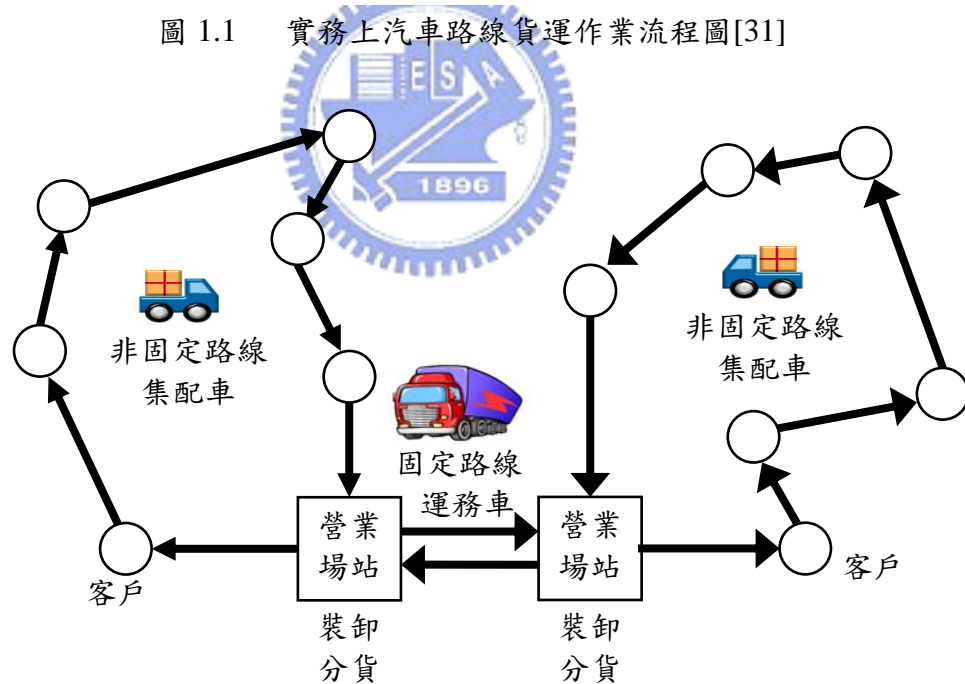 圖 1.1 實務上汽車路線貨運作業流程圖[31]
E S A
1896
非固定路線
集配車
非固定路線
集配車
固定路線
運務車
營業
場站
營業
場站
客戶
客戶
裝卸
分貨
裝卸
分貨